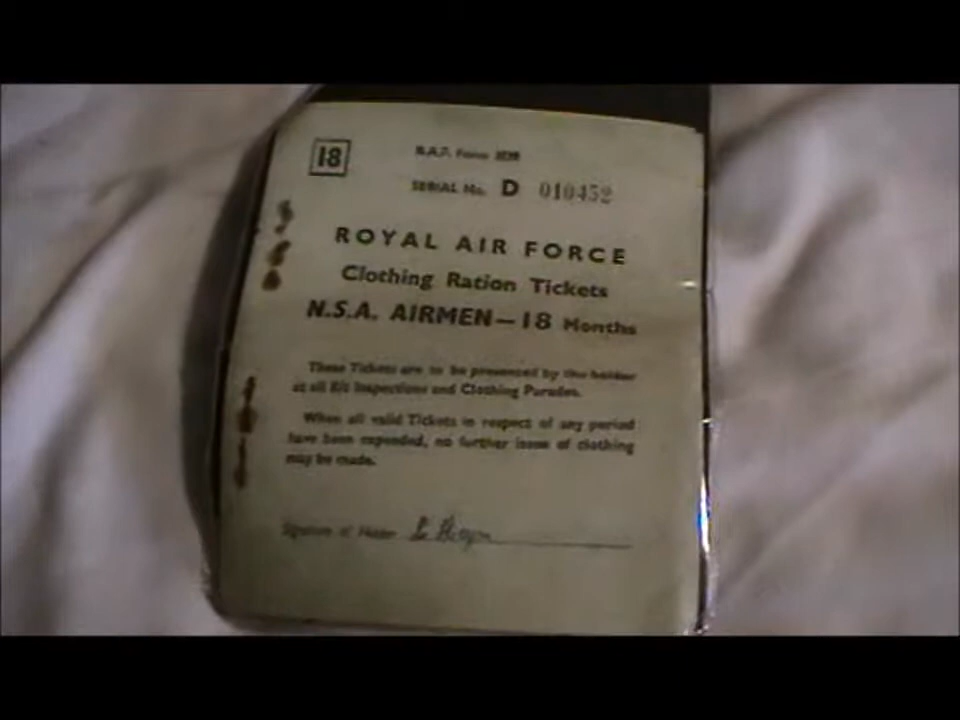 18
R.A.F. Form
SERIAL No. D 010452
ROYAL AIR FORCE
Clothing Ration Tickets
N.S.A. AIRMEN—18 Months
These Tickets are to be presented by the holder
at all Kit Inspections and Clothing Parades.
When all valid Tickets in respect of any period
have been expended, no further issue of clothing
may be made.
Signature of Holder